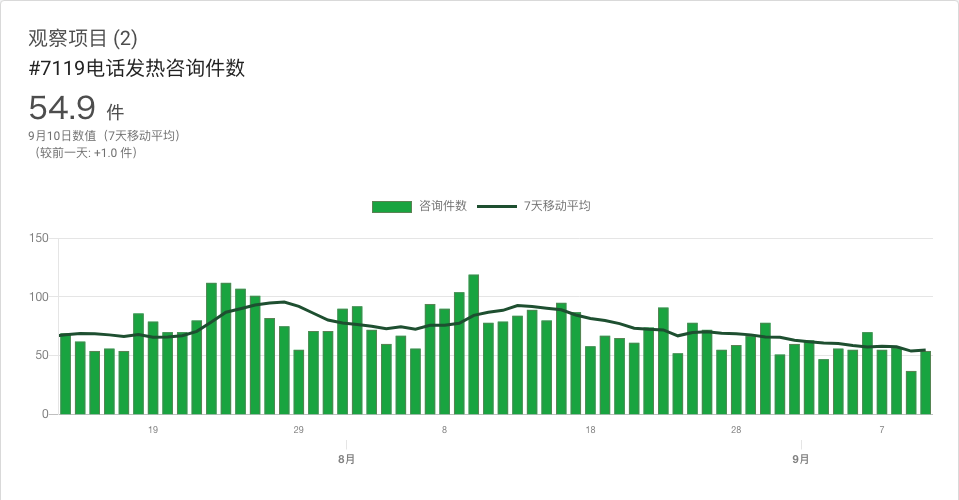 观察项目 (2)
#7119电话发热咨询件数
54.9 件
9月10日数值（7天移动平均）
（较前一天: +1.0 件）
咨询件数 7天移动平均
150
100
50
0
19 29 8 18 28 7
8月 9月